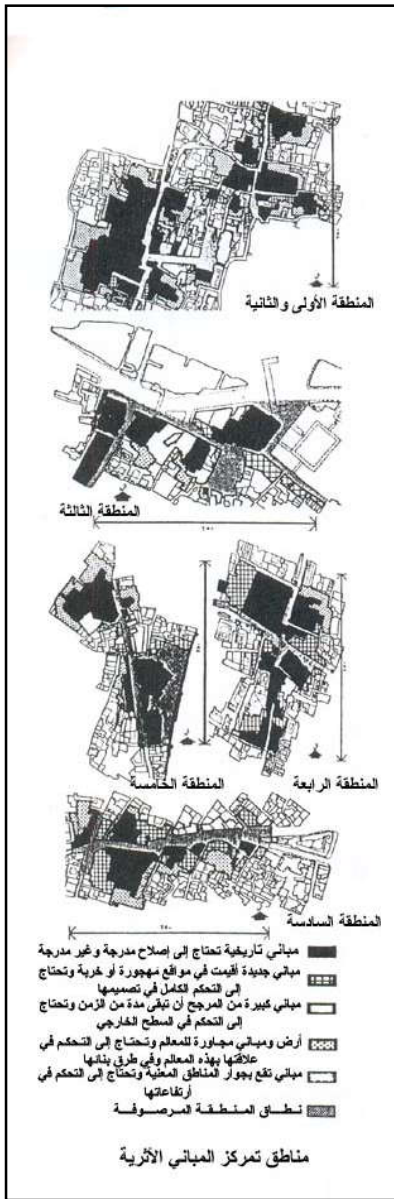 المنطقة الأولى والثانية
المنطقة الثالثة
٢٥٠
المنطقة الخامسة
المنطقة الرابعة
المنطقة السادسة
٢٥٠
مباني تأريخية تحتاج إلى إصلاح مدرجة وغير مدرجة
مباني جديدة أقيمت في مواقع مهجورة أو خربة وتحتاج
إلى التحكم الكامل في تصميمها
مباني كبيرة من المرجح أن تبقى مدة من الزمن وتحتاج
إلى التحكم في السطح الخارجي
أرض ومباني مجاورة للمعالم وتحتاج إلى التحكم في
علاقتها بهذه المعالم وفي طرق بنائها
مباني تقع بجوار المناطق المعنية وتحتاج إلى التحكم في
أرتفاعاتها
نطاق المنطقة المرصوفة
مناطق تمركز المباني الأثرية